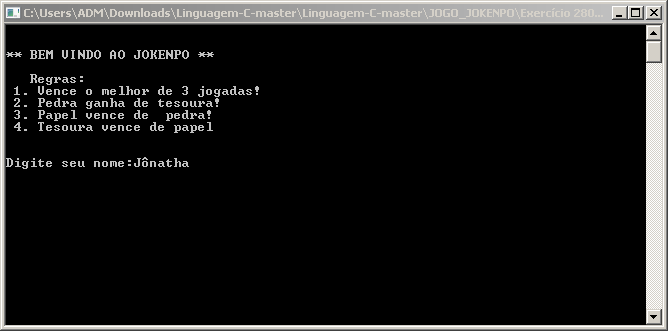 C:\Users\ADM\Downloads\Linguagem-C-master\Linguagem-C-master\JOGO_JOKENPO\Exercício 280...
** BEM VINDO AO JOKENPO **
Regras:
1. Vence o melhor de 3 jogadas!
2. Pedra ganha de tesoura!
3. Papel vence de  pedra!
4. Tesoura vence de papel
Digite seu nome:Jônatha